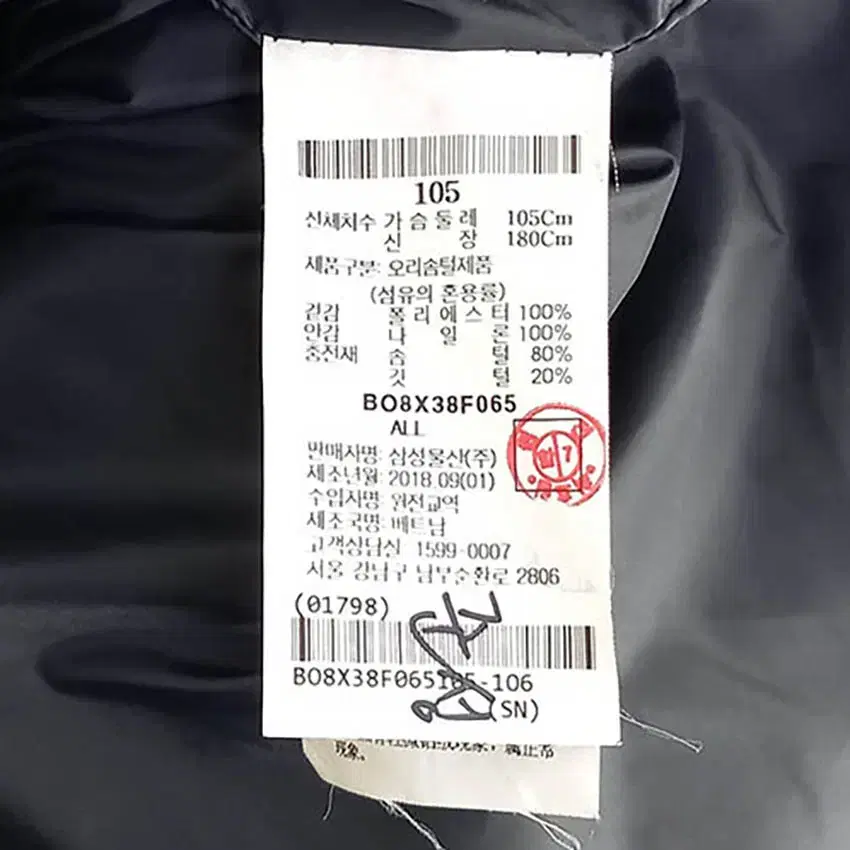 105
신체치수 가슴둘레 105Cm
신 장 180Cm
제품구분: 오리솜털제품
(섬유의 혼용률)
겉감 폴리에스터 100%
안감 나 일 론 100%
충전재 솜 털 80%
깃 털 20%
BO8X38F065
ALL
판매자명: 삼성물산(주)
제조년월: 2018.09(01)
수입자명: 원전교역
제조국명: 베트남
고객상담실 1599-0007
서울 강남구 남부순환로 2806
(01798)
BO8X38F065105-106
(SN)
现象。